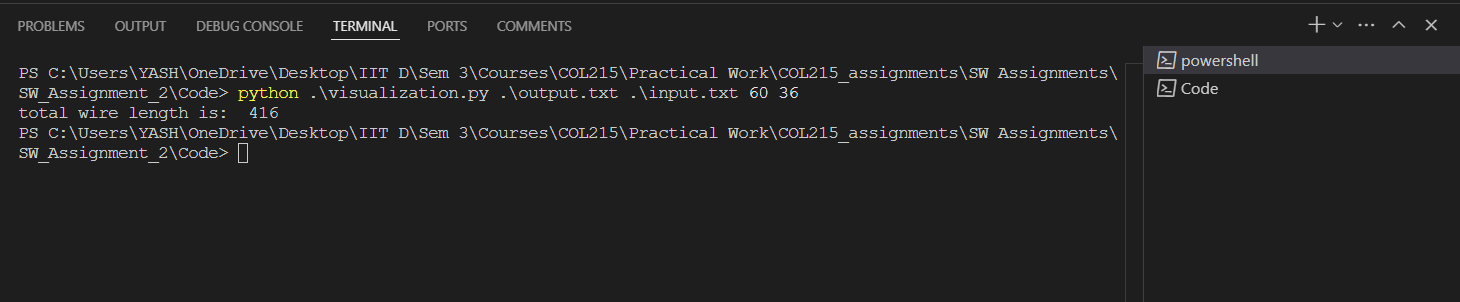 PROBLEMS OUTPUT DEBUG CONSOLE TERMINAL PORTS COMMENTS
PS C:\Users\YASH\OneDrive\Desktop\IIT D\Sem 3\Courses\COL215\Practical Work\COL215_assignments\SW Assignments\
SW_Assignment_2\Code> python .\visualization.py .\output.txt .\input.txt 60 36
total wire length is:  416
PS C:\Users\YASH\OneDrive\Desktop\IIT D\Sem 3\Courses\COL215\Practical Work\COL215_assignments\SW Assignments\
SW_Assignment_2\Code>
powershell
Code